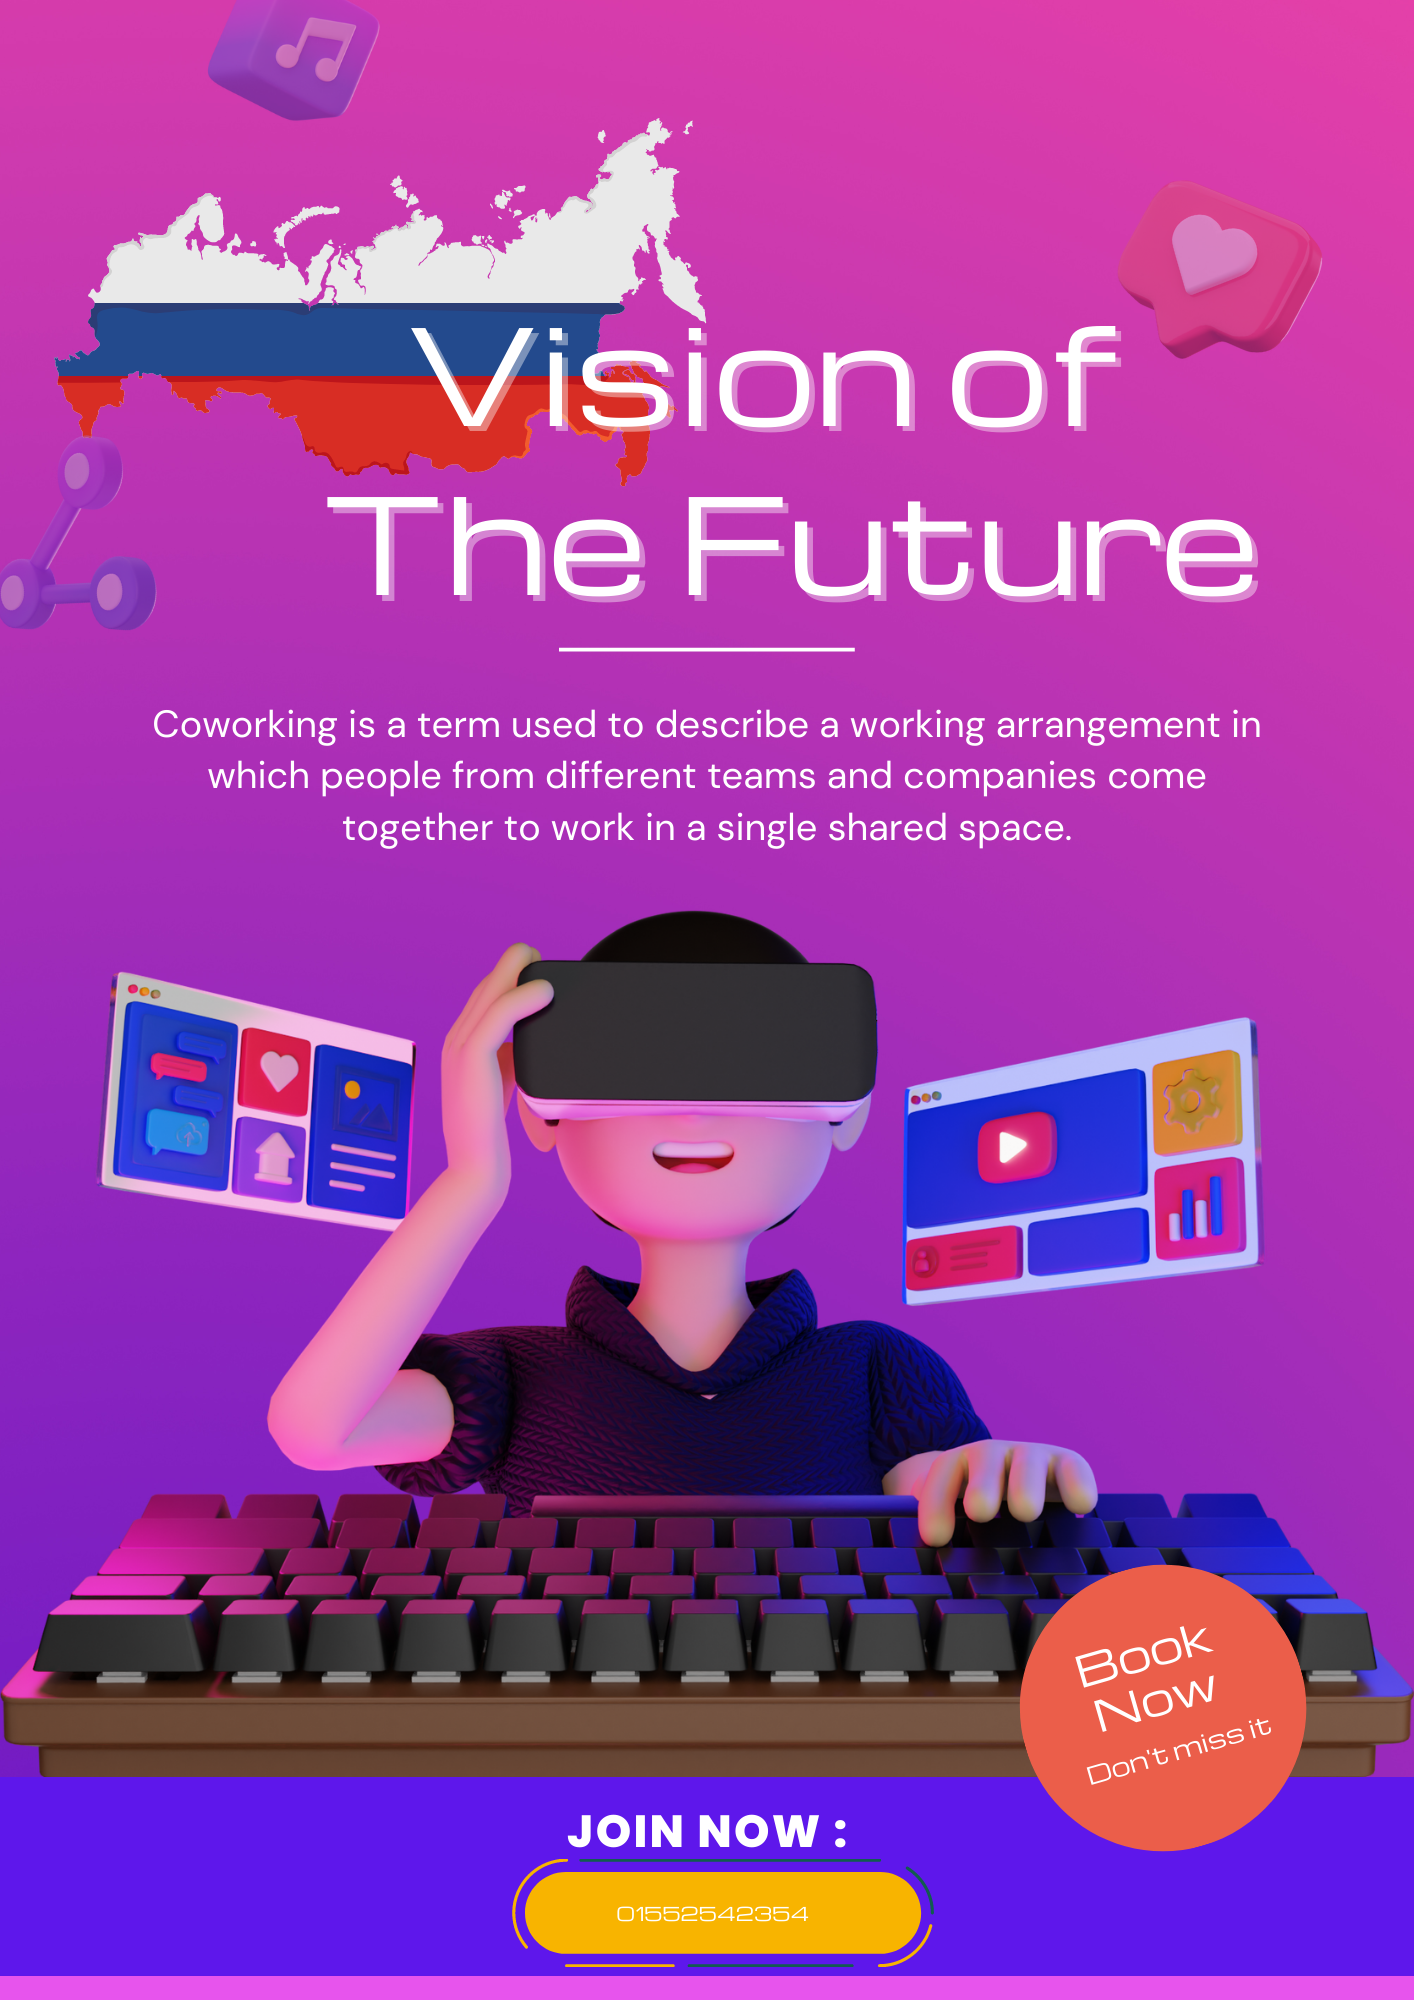 Vision of
The Future
Coworking is a term used to describe a working arrangement in
which people from different teams and companies come
together to work in a single shared space.
Book
Now
Don't miss it
JOIN NOW :
01552542354